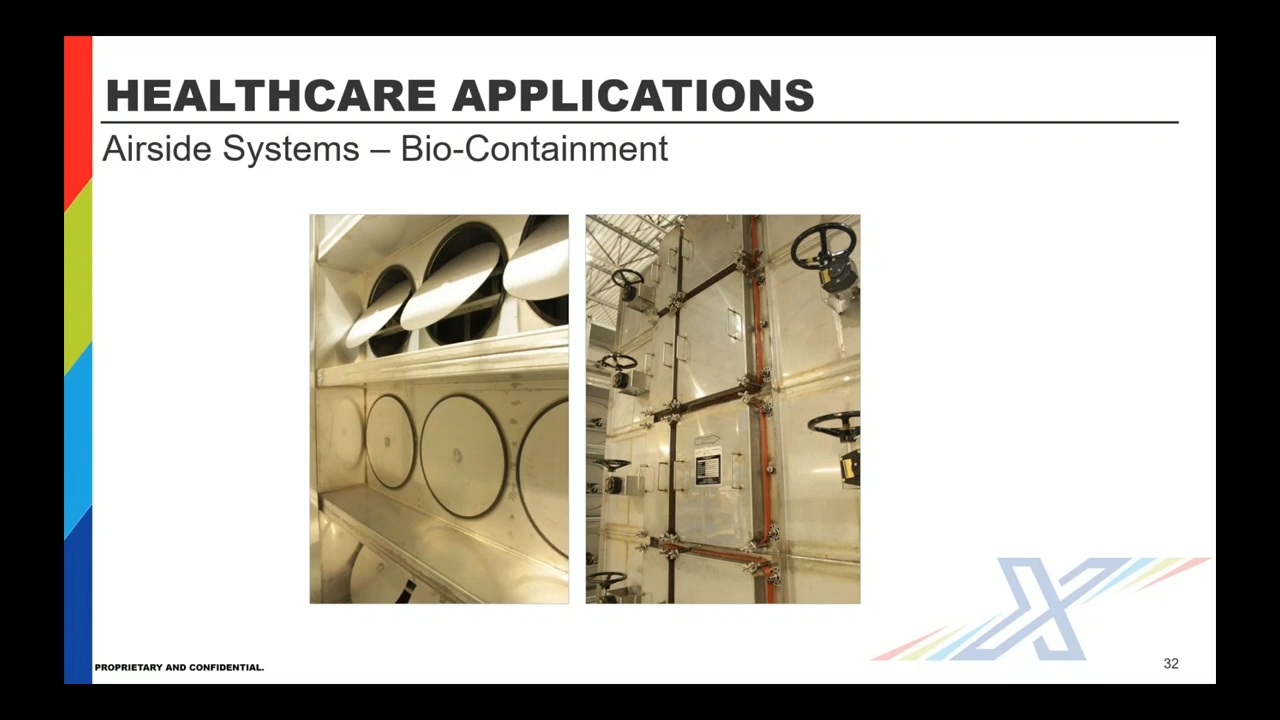 HEALTHCARE APPLICATIONS
Airside Systems – Bio-Containment
PROPRIETARY AND CONFIDENTIAL.
32